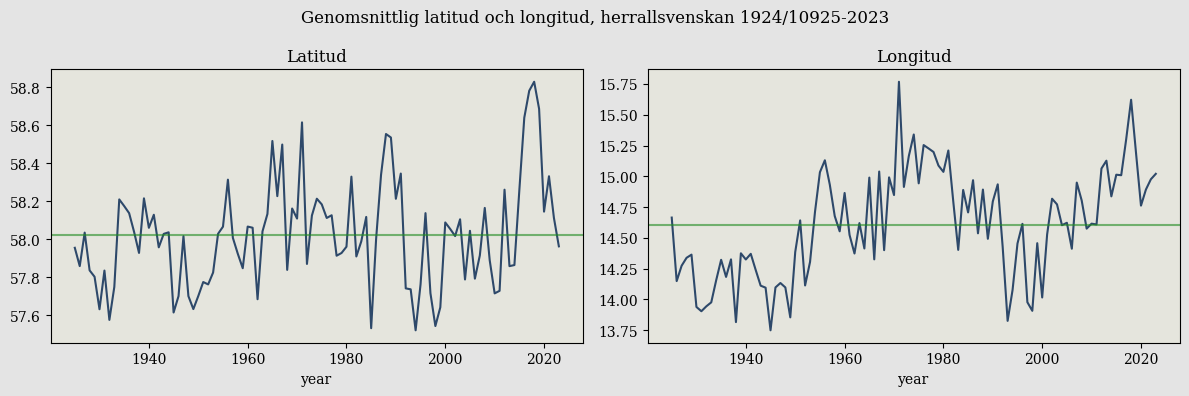 Genomsnittlig latitud och longitud, herrallsvenskan 1924/10925-2023
Latitud
58.8
58.6
58.4
58.2
58.0
57.8
57.6
1940 1960 1980 2000 2020
year
Longitud
15.75
15.50
15.25
15.00
14.75
14.50
14.25
14.00
13.75
1940 1960 1980 2000 2020
year